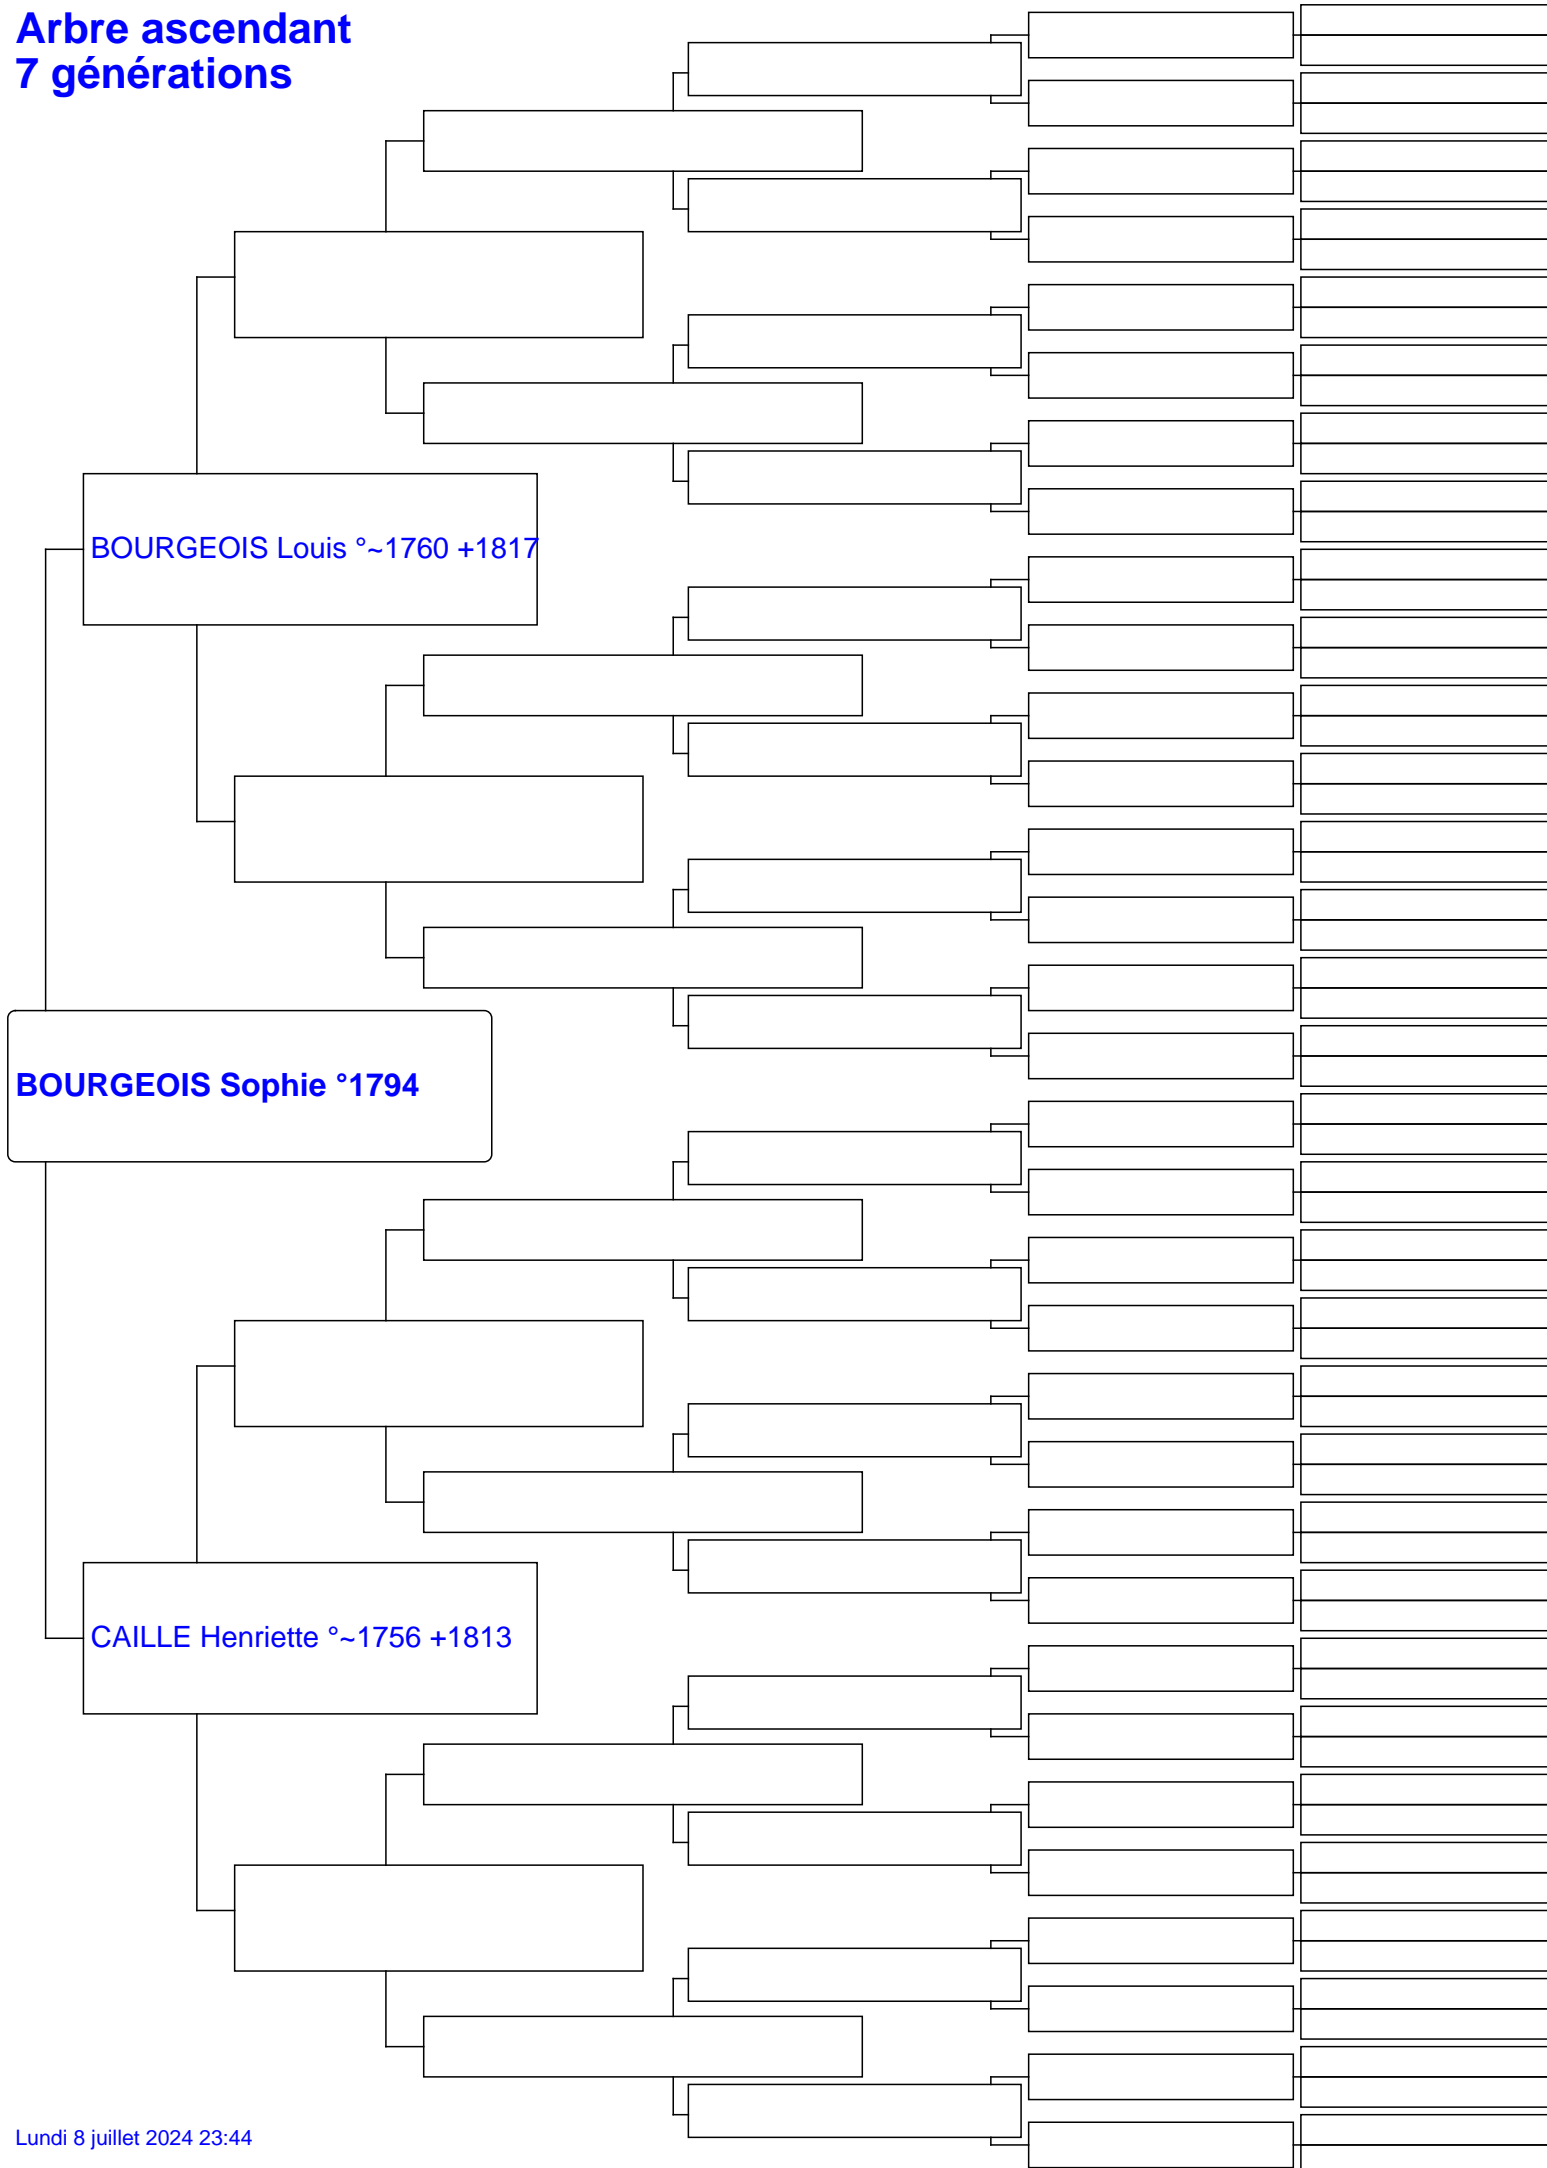 Arbre ascendant
7 générations
BOURGEOIS Louis °~1760 +1817
BOURGEOIS Sophie °1794
CAILLE Henriette °~1756 +1813
Lundi 8 juillet 2024 23:44